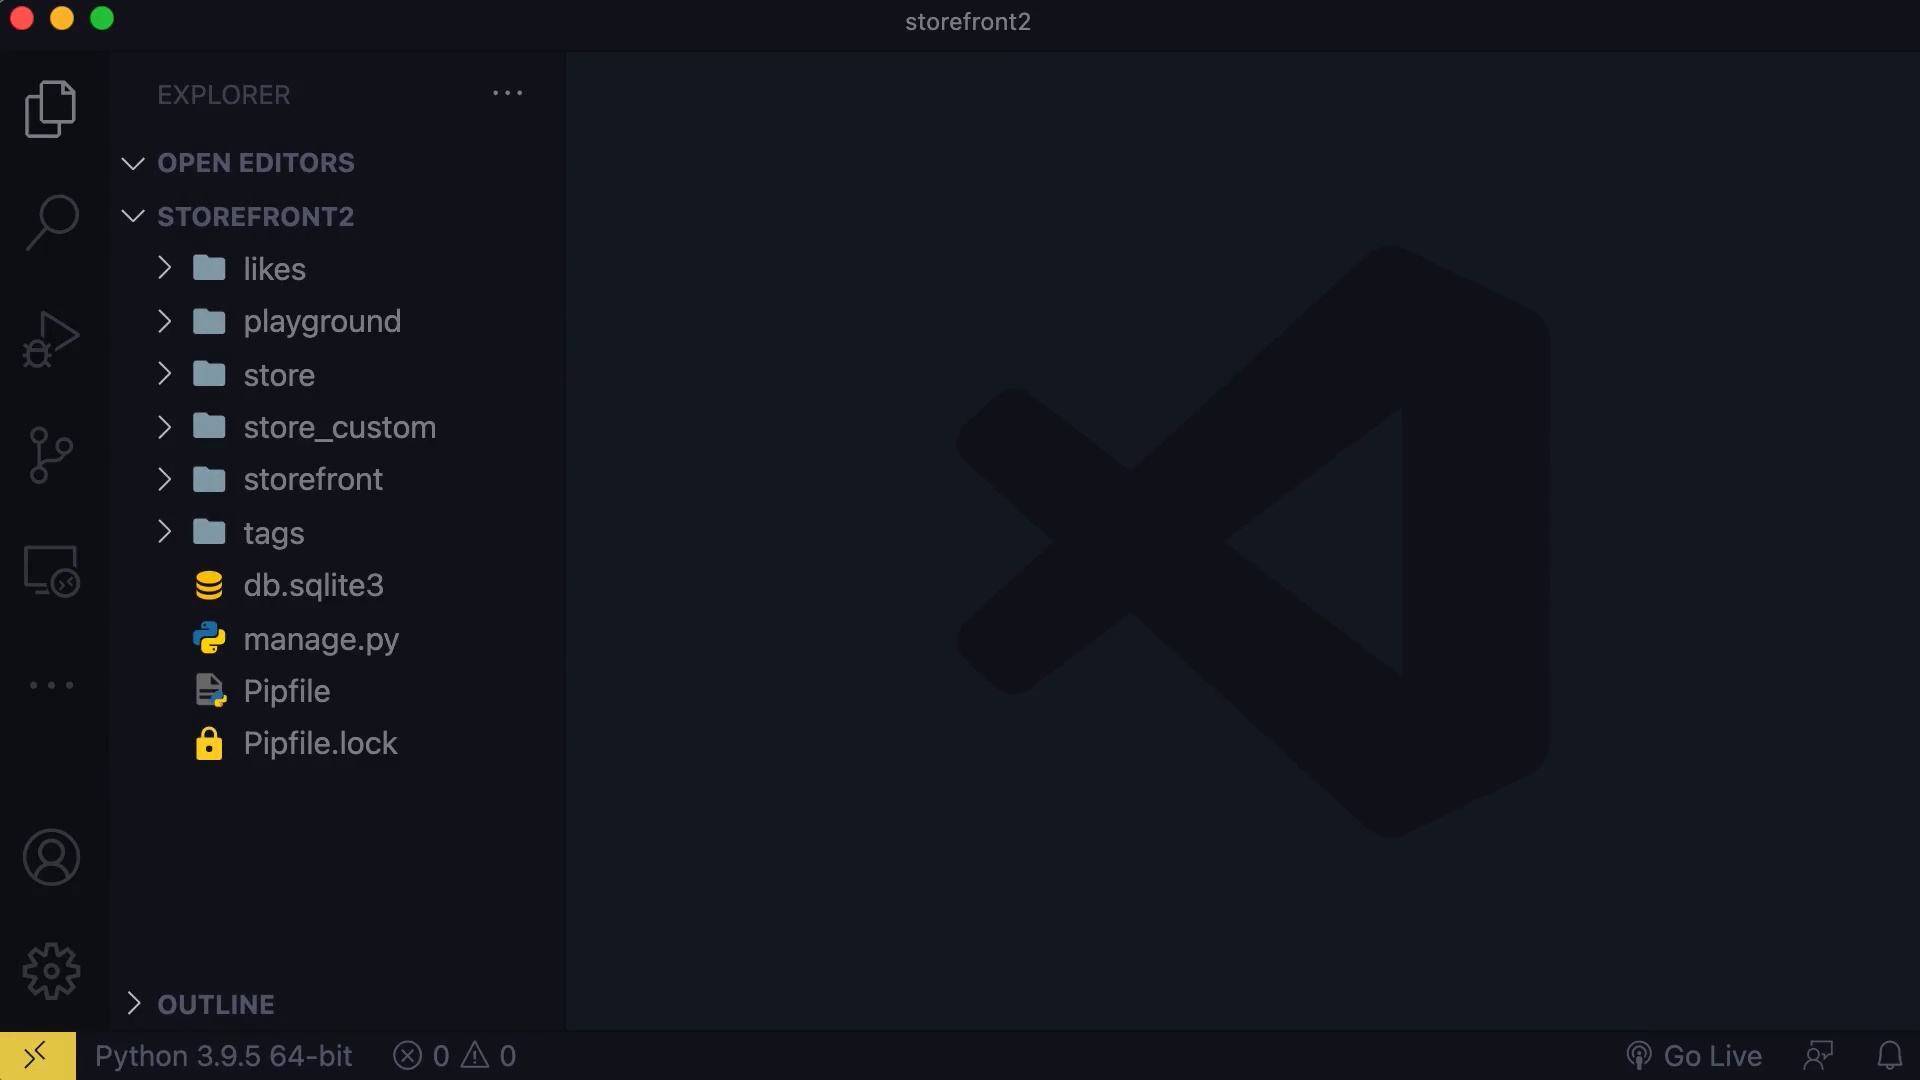 storefront2
EXPLORER
OPEN EDITORS
STOREFRONT2
likes
playground
store
store_custom
storefront
tags
db.sqlite3
manage.py
Pipfile
Pipfile.lock
OUTLINE
Python 3.9.5 64-bit 0 0 Go Live